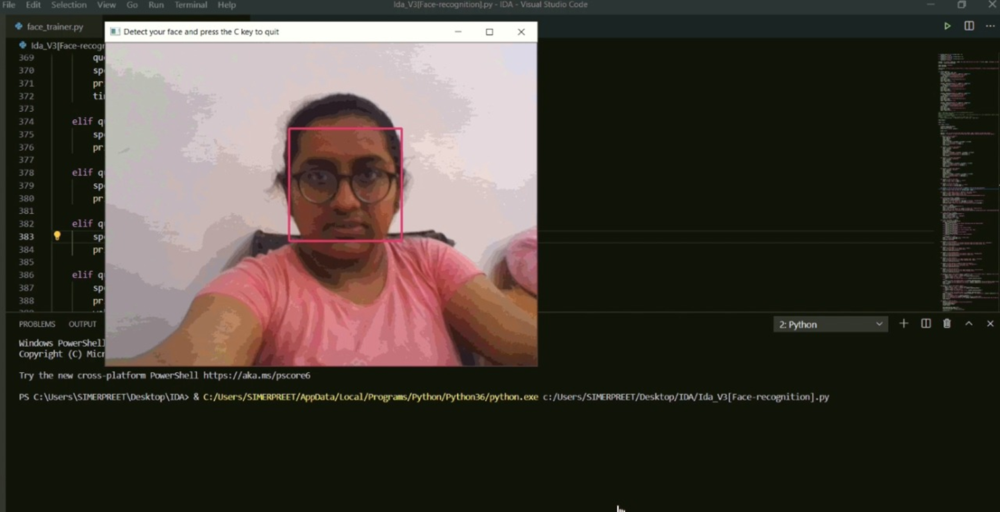 File Edit Selection View Go Run Terminal Help
Ida_V3[Face-recognition].py - IDA - Visual Studio Code
face_trainer.py
Detect your face and press the C key to quit
Ida_V3[Face-recogn
369 qu
370 sp
371 pr
372 ti
373
374 elif q
375 sp
376 pr
377
378 elif q
379 sp
380 pr
381
382 elif q
383 sp
384 pr
385
386 elif q
387 sp
388 pr
PROBLEMS OUTPUT
2: Python
Windows PowerShell
Copyright (C) Micr
Try the new cross-platform PowerShell https://aka.ms/pscore6
PS C:\Users\SIMERPREET\Desktop\IDA> & C:/Users/SIMERPREET/AppData/Local/Programs/Python/Python36/python.exe c:/Users/SIMERPREET/Desktop/IDA/Ida_V3[Face-recognition].py